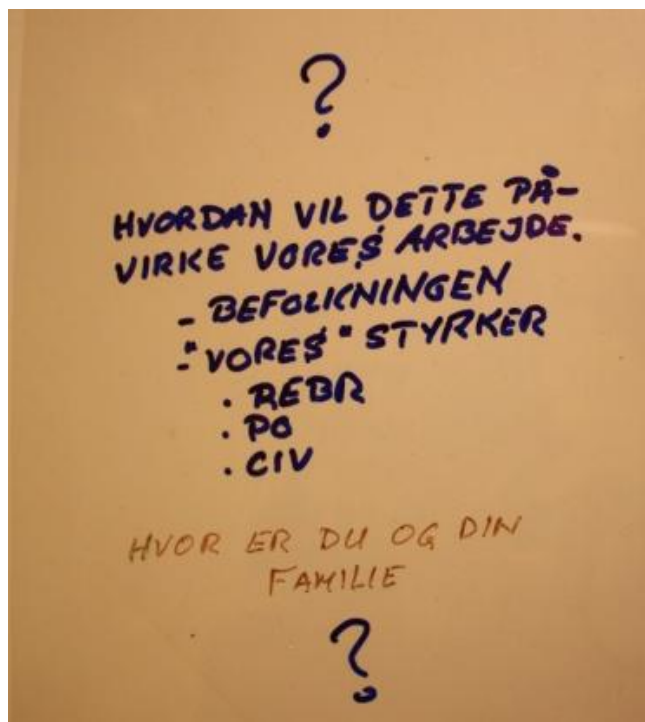 ?
HVORDAN VIL DETTE PÅ-
VIRKE VORES ARBEJDE.
- BEFOLKNINGEN
- "VORES" STYRKER
. REBR
. PO
. CIV
HVOR ER DU OG DIN
FAMILIE
?